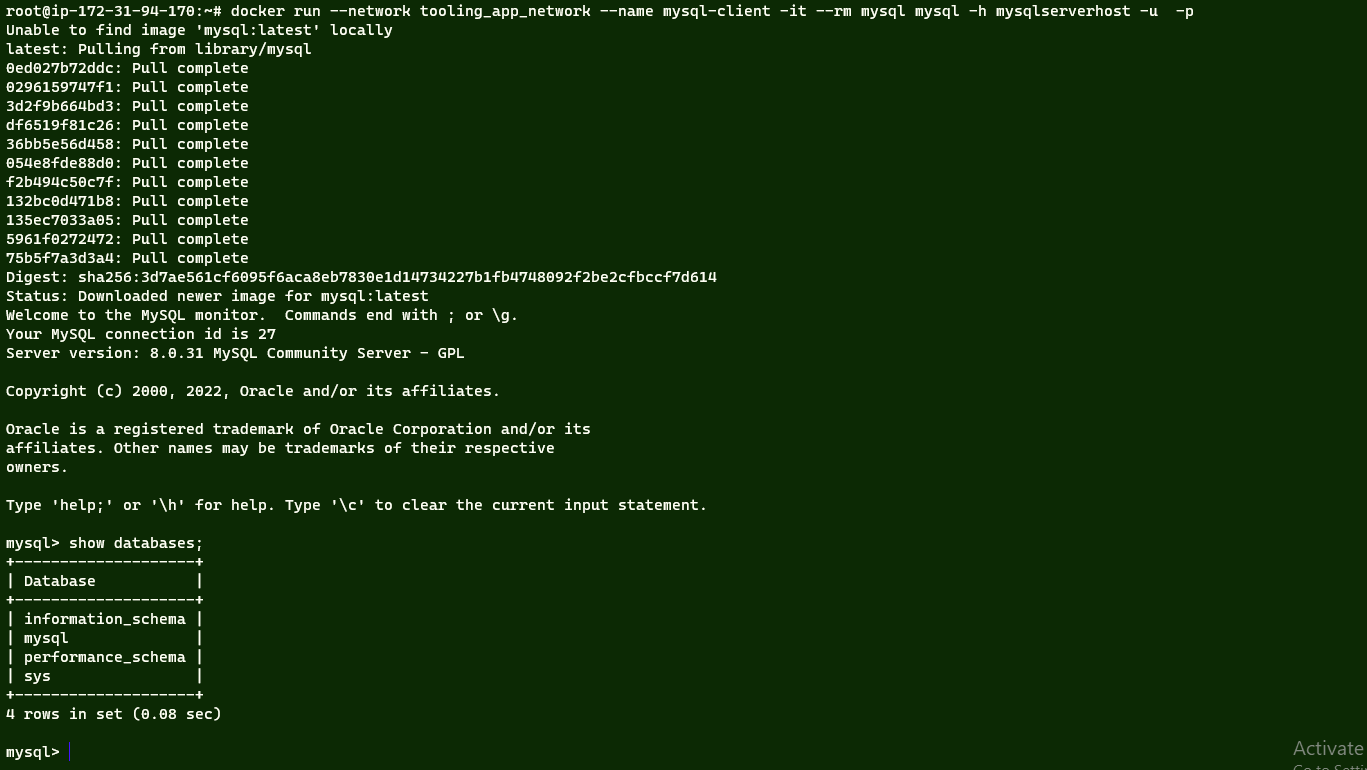 root@ip-172-31-94-170:~# docker run --network tooling_app_network --name mysql-client -it --rm mysql mysql -h mysqlserverhost -u  -p
Unable to find image 'mysql:latest' locally
latest: Pulling from library/mysql
0ed027b72ddc: Pull complete
0296159747f1: Pull complete
3d2f9b664bd3: Pull complete
df6519f81c26: Pull complete
36bb5e56d458: Pull complete
054e8fde88d0: Pull complete
f2b494c50c7f: Pull complete
132bc0d471b8: Pull complete
135ec7033a05: Pull complete
5961f0272472: Pull complete
75b5f7a3d3a4: Pull complete
Digest: sha256:3d7ae561cf6095f6aca8eb7830e1d14734227b1fb4748092f2be2cfbccf7d614
Status: Downloaded newer image for mysql:latest
Welcome to the MySQL monitor.  Commands end with ; or \g.
Your MySQL connection id is 27
Server version: 8.0.31 MySQL Community Server - GPL

Copyright (c) 2000, 2022, Oracle and/or its affiliates.

Oracle is a registered trademark of Oracle Corporation and/or its
affiliates. Other names may be trademarks of their respective
owners.

Type 'help;' or '\h' for help. Type '\c' to clear the current input statement.

mysql> show databases;
+--------------------+
| Database           |
+--------------------+
| information_schema |
| mysql              |
| performance_schema |
| sys                |
+--------------------+
4 rows in set (0.08 sec)

mysql>
Activate
Go to